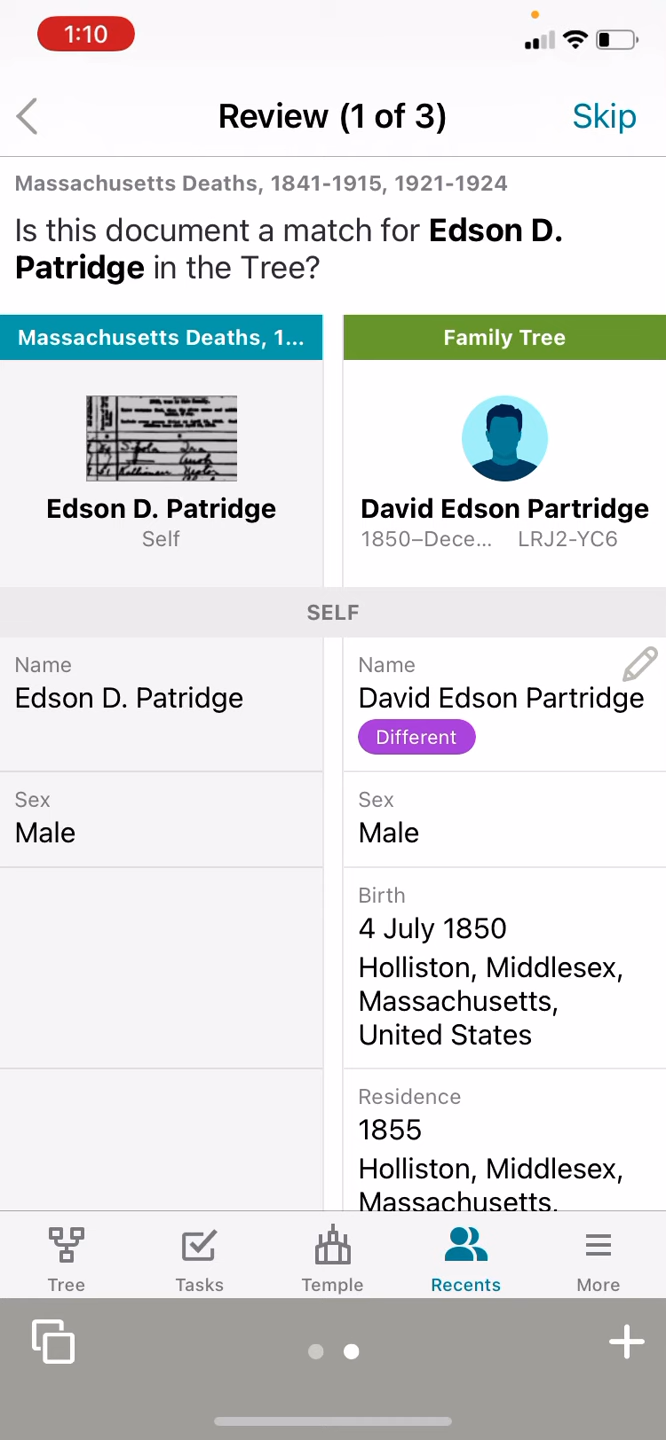 1:10
Review (1 of 3)
Skip
Massachusetts Deaths, 1841-1915, 1921-1924
Is this document a match for Edson D.
Patridge in the Tree?
Massachusetts Deaths, 1...
Family Tree
Edson D. Patridge
Self
David Edson Partridge
1850–Dece... LRJ2-YC6
SELF
Name
Edson D. Patridge
Name
David Edson Partridge
Different
Sex
Male
Sex
Male
Birth
4 July 1850
Holliston, Middlesex,
Massachusetts,
United States
Residence
1855
Holliston, Middlesex,
Massachusetts,
Tree
Tasks
Temple
Recents
More